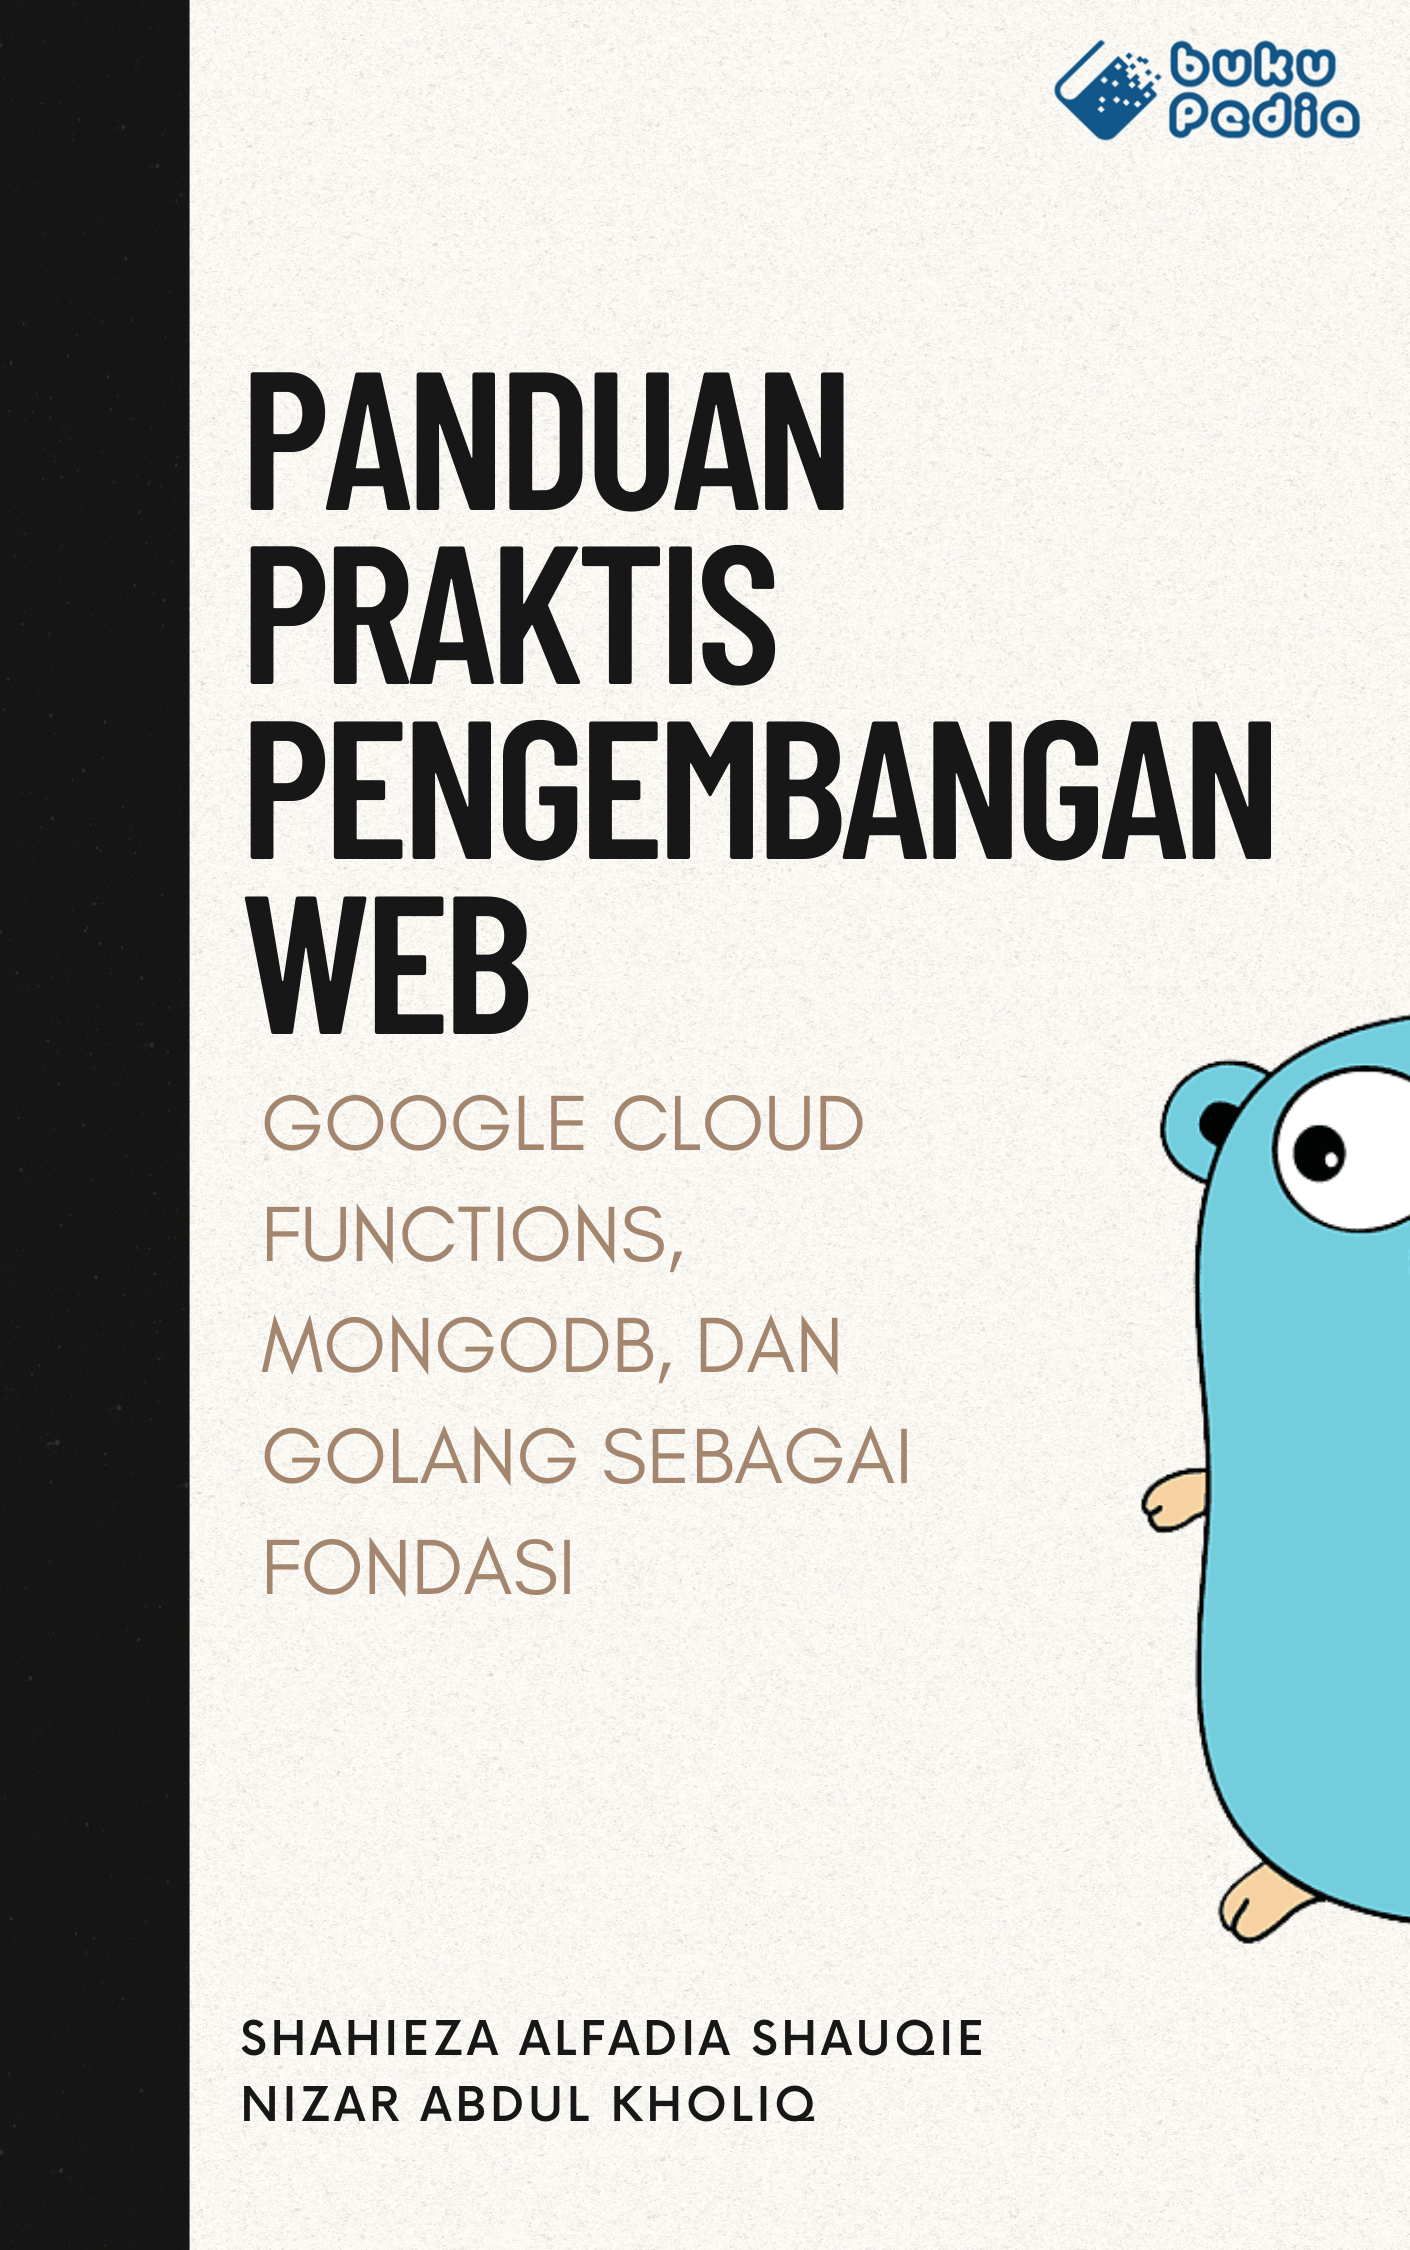 buku
Pedia
PANDUAN
PRAKTIS
PENGEMBANGAN
WEB
GOOGLE CLOUD
FUNCTIONS,
MONGODB, DAN
GOLANG SEBAGAI
FONDASI
SHAHIEZA ALFADIA SHAUQIE
NIZAR ABDUL KHOLIQ